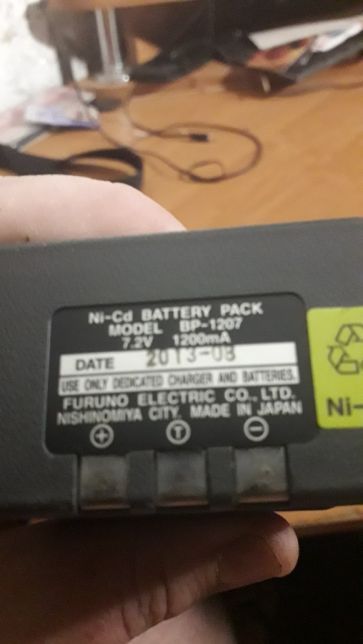 Ni-Cd BATTERY PACK
MODEL BP-1207
7.2V 1200mA
DATE 2013-08
USE ONLY DEDICATED CHARGER AND BATTERIES.
FURUNO ELECTRIC CO., LTD.
NISHINOMIYA CITY. MADE IN JAPAN
+ T −
Ni-